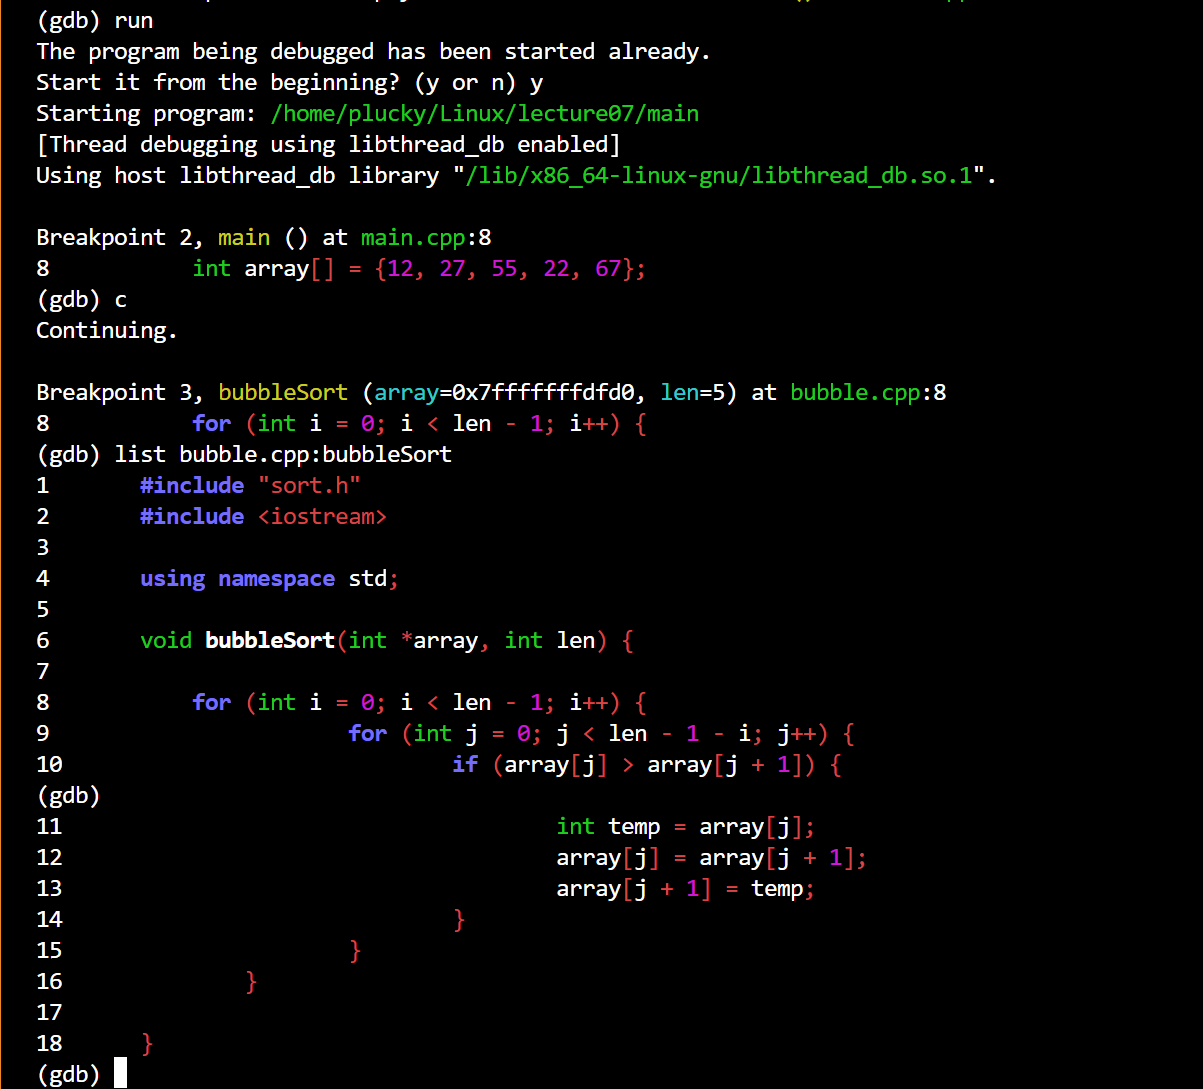 (gdb) run
The program being debugged has been started already.
Start it from the beginning? (y or n) y
Starting program: /home/plucky/Linux/lecture07/main
[Thread debugging using libthread_db enabled]
Using host libthread_db library "/lib/x86_64-linux-gnu/libthread_db.so.1".

Breakpoint 2, main () at main.cpp:8
8           int array[] = {12, 27, 55, 22, 67};
(gdb) c
Continuing.

Breakpoint 3, bubbleSort (array=0x7fffffffdfd0, len=5) at bubble.cpp:8
8           for (int i = 0; i < len - 1; i++) {
(gdb) list bubble.cpp:bubbleSort
1       #include "sort.h"
2       #include <iostream>
3
4       using namespace std;
5
6       void bubbleSort(int *array, int len) {
7
8           for (int i = 0; i < len - 1; i++) {
9                       for (int j = 0; j < len - 1 - i; j++) {
10                              if (array[j] > array[j + 1]) {
(gdb)
11                                      int temp = array[j];
12                                      array[j] = array[j + 1];
13                                      array[j + 1] = temp;
14                              }
15                      }
16              }
17
18      }
(gdb)